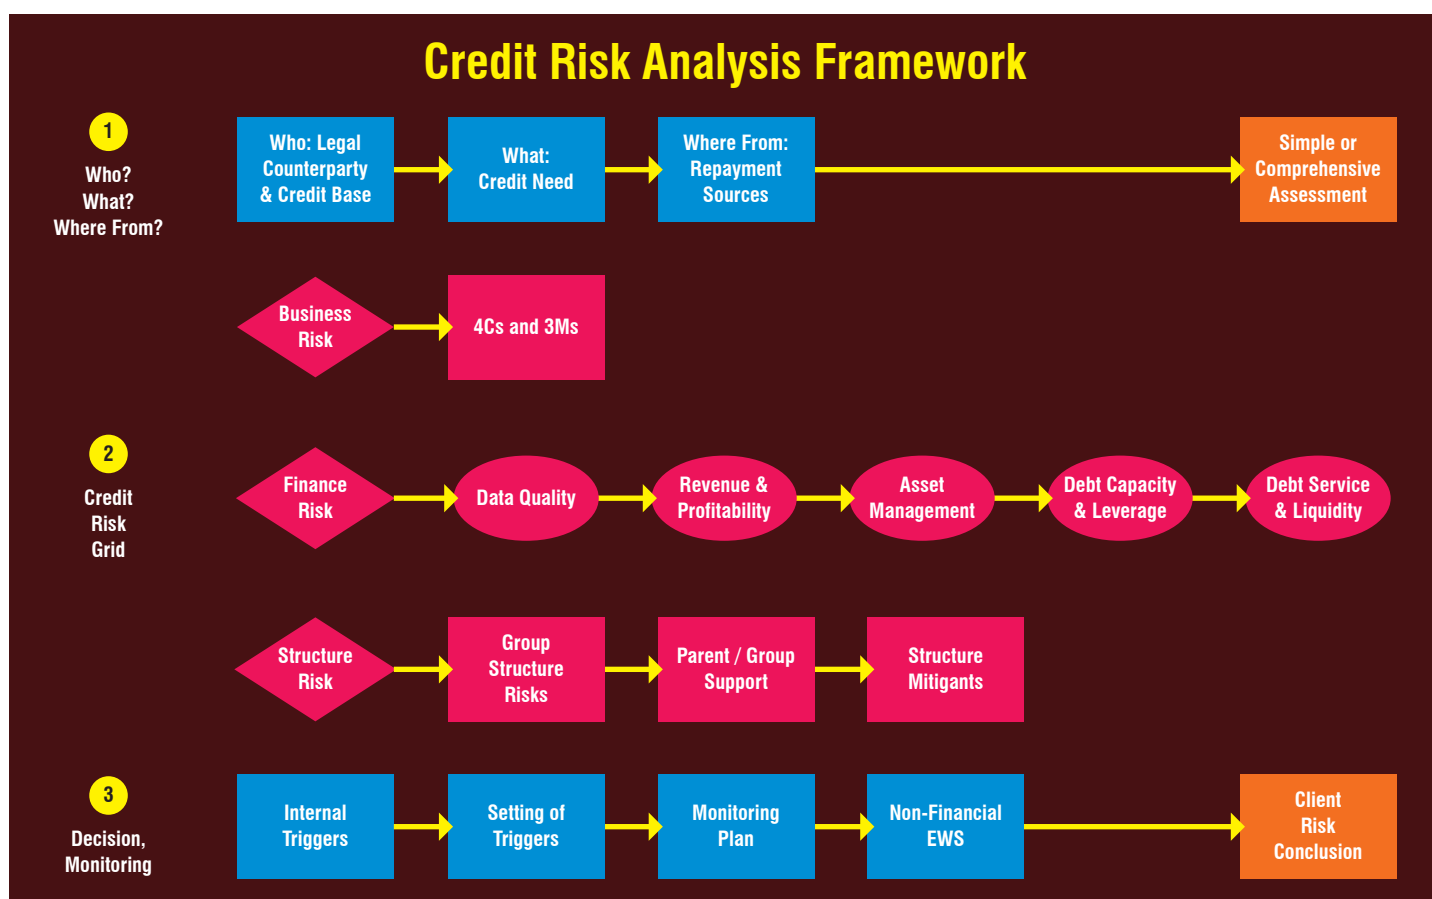 Credit Risk Analysis Framework
1
Who?
What?
Where From?
Who: Legal
Counterparty
& Credit Base
What:
Credit Need
Where From:
Repayment
Sources
Simple or
Comprehensive
Assessment
Business
Risk
4Cs and 3Ms
2
Credit
Risk
Grid
Finance
Risk
Data Quality
Revenue &
Profitability
Asset
Management
Debt Capacity
& Leverage
Debt Service
& Liquidity
Structure
Risk
Group
Structure
Risks
Parent / Group
Support
Structure
Mitigants
3
Decision,
Monitoring
Internal
Triggers
Setting of
Triggers
Monitoring
Plan
Non-Financial
EWS
Client
Risk
Conclusion